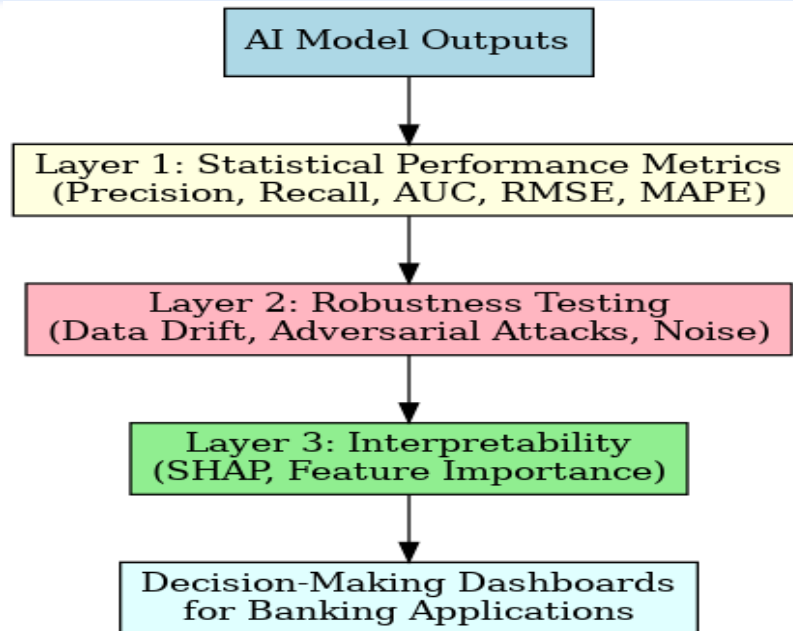 AI Model Outputs
Layer 1: Statistical Performance Metrics
(Precision, Recall, AUC, RMSE, MAPE)
Layer 2: Robustness Testing
(Data Drift, Adversarial Attacks, Noise)
Layer 3: Interpretability
(SHAP, Feature Importance)
Decision-Making Dashboards
for Banking Applications